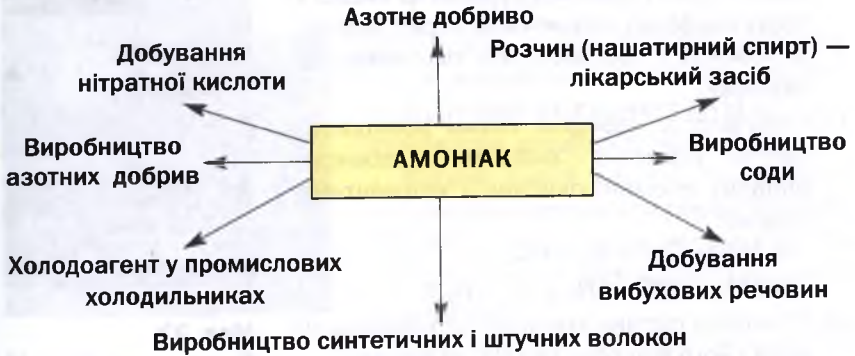 Азотне добриво
Добування
нітратної кислоти
Розчин (нашатирний спирт) —
лікарський засіб
Виробництво
азотних добрив
АМОНІАК
Виробництво
соди
Холодоагент у промислових
холодильниках
Добування
вибухових речовин
Виробництво синтетичних і штучних волокон